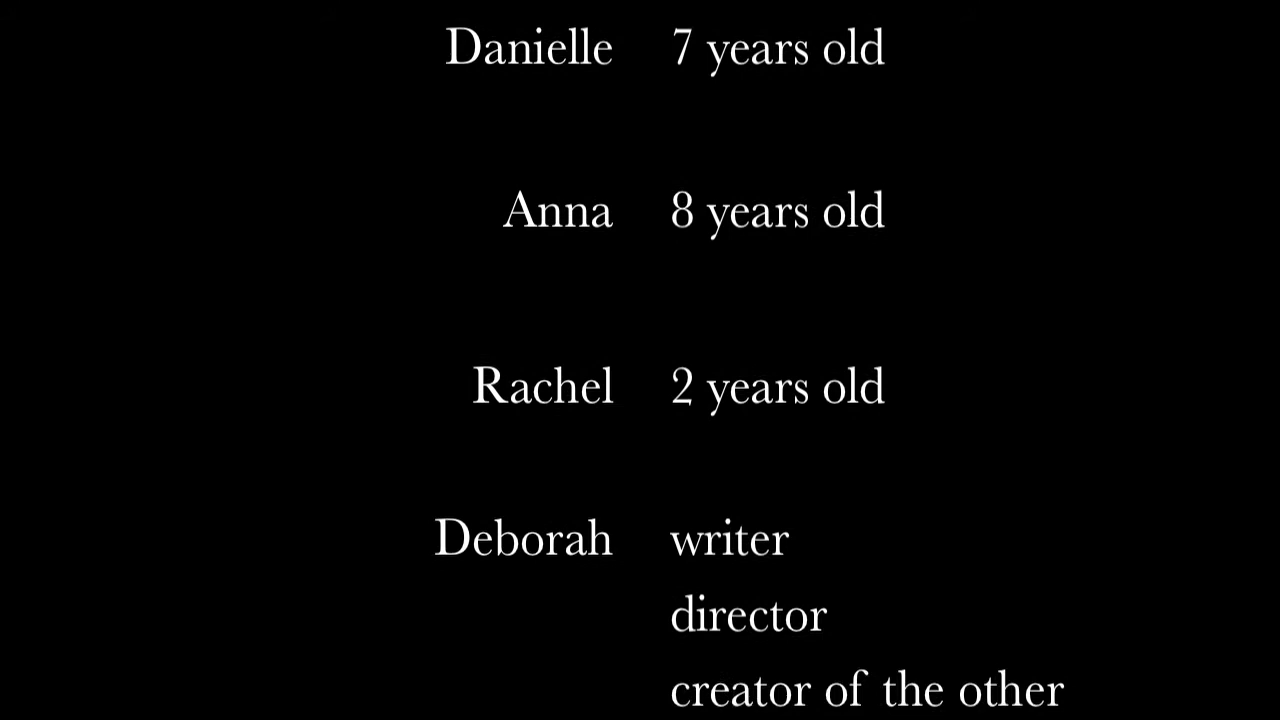 Danielle 7 years old
Anna 8 years old
Rachel 2 years old
Deborah writer
director
creator of the other